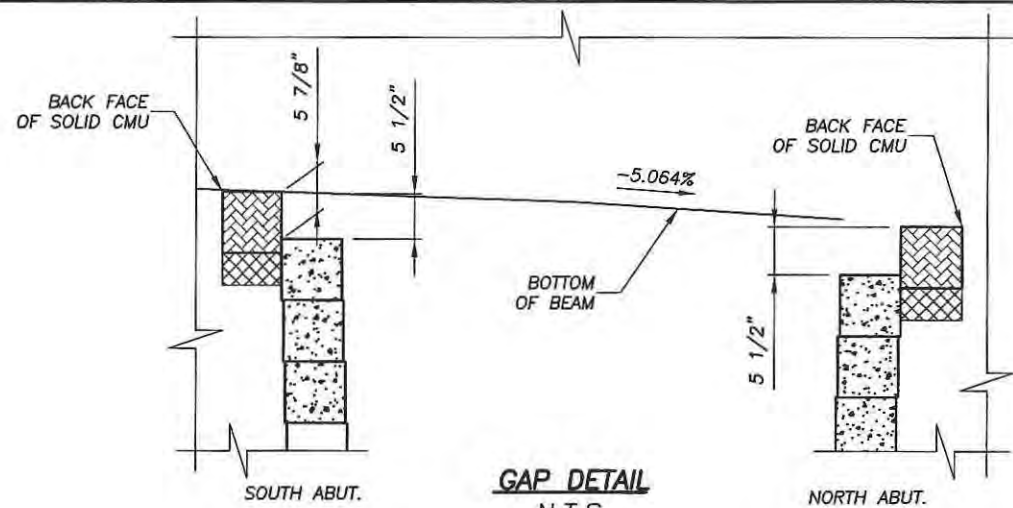 BACK FACE
OF SOLID CMU
5 7/8"
5 1/2"
BACK FACE
OF SOLID CMU
~5.064%
BOTTOM
OF BEAM
5 1/2"
SOUTH ABUT.
GAP DETAIL
N.T.S.
NORTH ABUT.